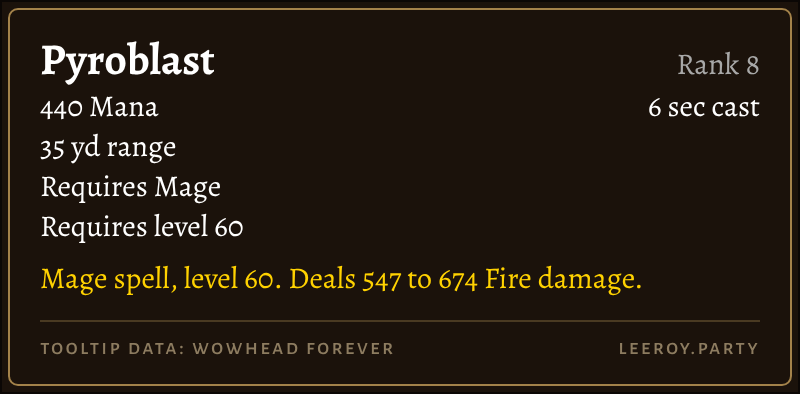 Pyroblast Rank 8
440 Mana 6 sec cast
35 yd range
Requires Mage
Requires level 60
Mage spell, level 60. Deals 547 to 674 Fire damage.
TOOLTIP DATA: WOWHEAD FOREVER LEEROY.PARTY